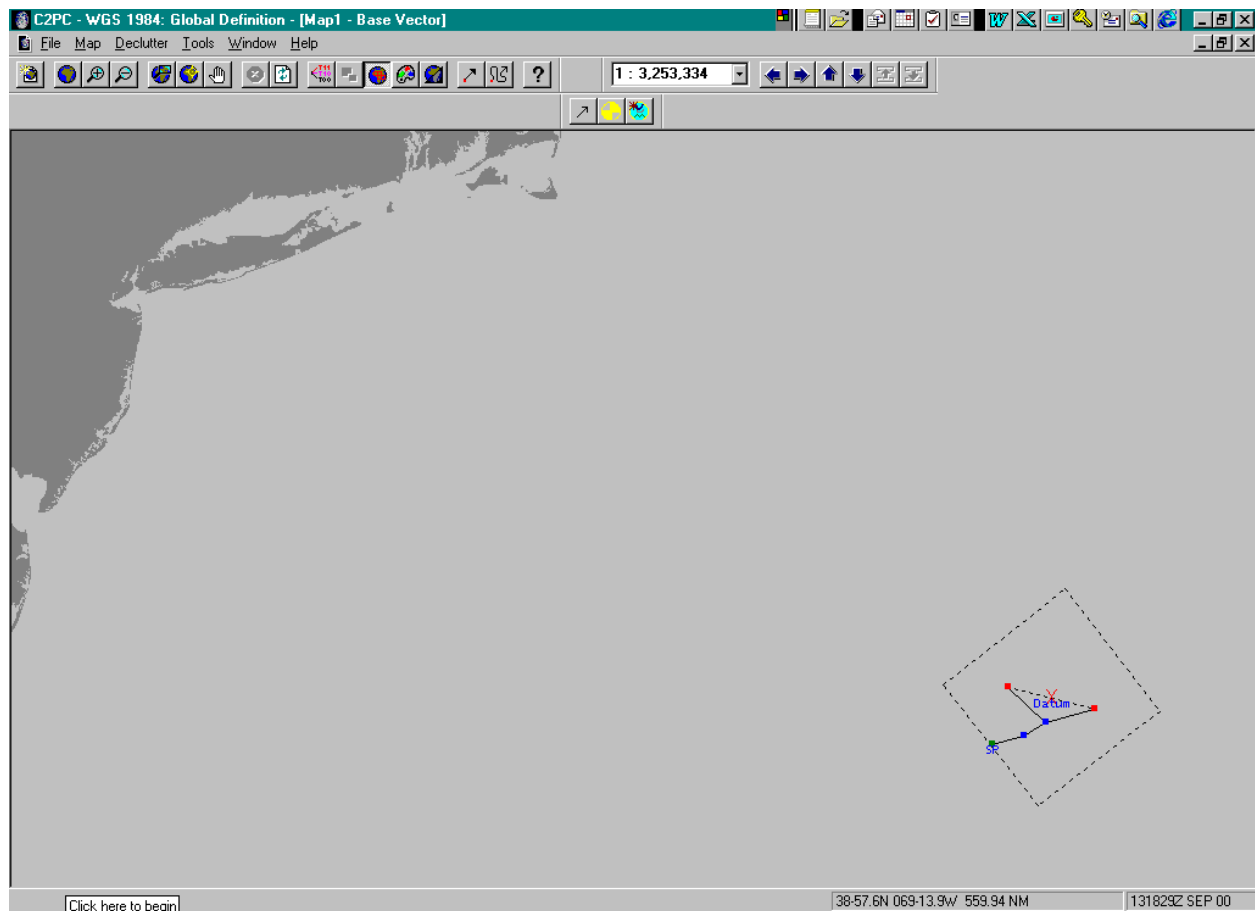 C2PC - WGS 1984: Global Definition - [Map1 - Base Vector]
File Map Declutter Tools Window Help
1 : 3,253,334
Datum
SR
Click here to begin
38-57.6N 069-13.9W 559.94 NM
131829Z SEP 00